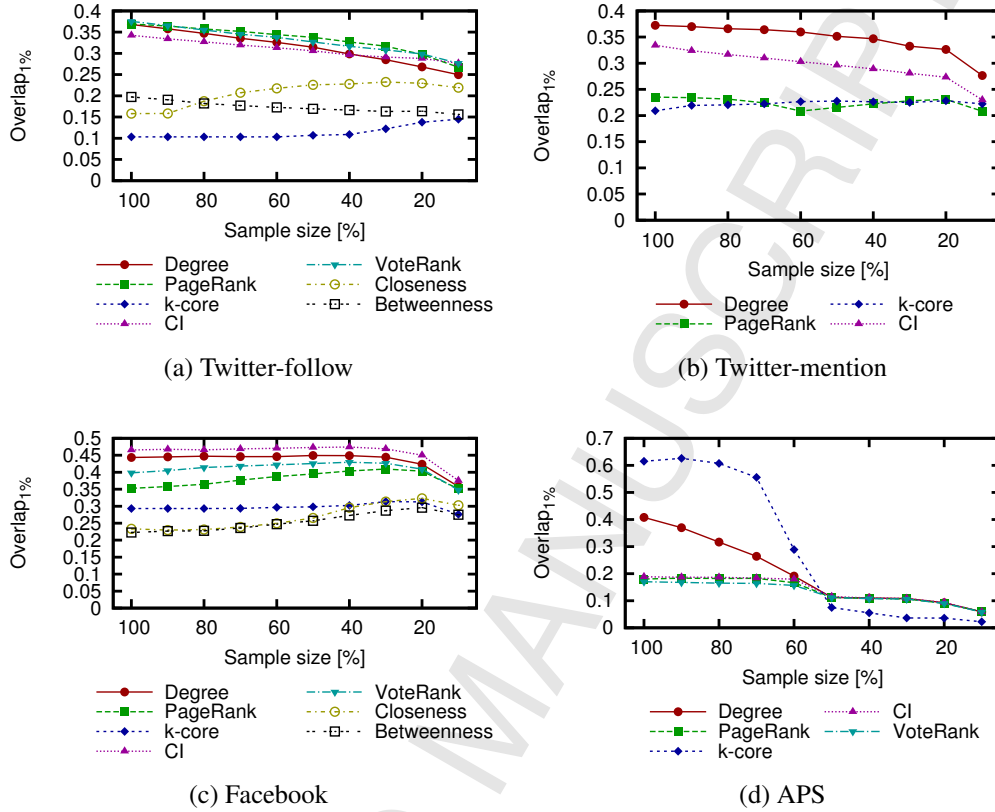 0.4
0.35
0.3
0.25
0.2
0.15
0.1
0.05
0
Overlap1%
100 80 60 40 20
Sample size [%]
Degree
PageRank
k-core
CI
VoteRank
Closeness
Betweenness
(a) Twitter-follow
0.4
0.35
0.3
0.25
0.2
0.15
0.1
0.05
0
Overlap1%
100 80 60 40 20
Sample size [%]
Degree
PageRank
k-core
CI
(b) Twitter-mention
0.5
0.45
0.4
0.35
0.3
0.25
0.2
0.15
0.1
0.05
0
Overlap1%
100 80 60 40 20
Sample size [%]
Degree
PageRank
k-core
CI
VoteRank
Closeness
Betweenness
(c) Facebook
0.7
0.6
0.5
0.4
0.3
0.2
0.1
0
Overlap1%
100 80 60 40 20
Sample size [%]
Degree
PageRank
k-core
CI
VoteRank
(d) APS
MANUSCRIP